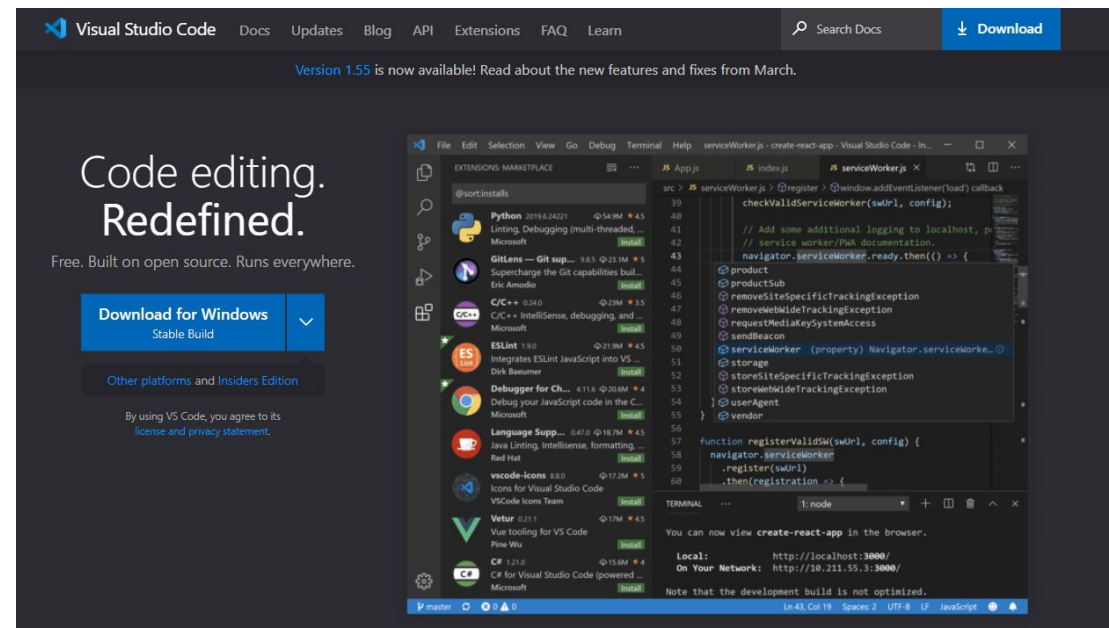 Visual Studio Code Docs Updates Blog API Extensions FAQ Learn Search Docs Download
Version 1.55 is now available! Read about the new features and fixes from March.
Code editing.
Redefined.
Free. Built on open source. Runs everywhere.
Download for Windows
Stable Build
Other platforms and Insiders Edition
By using VS Code, you agree to its
license and privacy statement.
File Edit Selection View Go Debug Terminal Help serviceWorker.js - create-react-app - Visual Studio Code - In...
EXTENSIONS: MARKETPLACE ...
@sort:installs
Python 2019.6.24221 54.9M ★ 4.5
Linting, Debugging (multi-threaded, ...
Microsoft Install
GitLens — Git sup... 9.8.5 23.1M ★ 5
Supercharge the Git capabilities buil...
Eric Amodio Install
C/C++ 0.24.0 23M ★ 3.5
C/C++ IntelliSense, debugging, and ...
Microsoft Install
ESLint 1.9.0 21.9M ★ 4.5
Integrates ESLint JavaScript into VS ...
Dirk Baeumer Install
Debugger for Ch... 4.11.6 20.6M ★ 4
Debug your JavaScript code in the C...
Microsoft Install
Language Supp... 0.47.0 18.7M ★ 4.5
Java Linting, Intellisense, formatting, ...
Red Hat Install
vscode-icons 8.8.0 17.2M ★ 5
Icons for Visual Studio Code
VSCode Icons Team Install
Vetur 0.21.1 17M ★ 4.5
Vue tooling for VS Code
Pine Wu Install
C# 1.21.0 15.6M ★ 4
C# for Visual Studio Code (powered ...
Microsoft Install
JS App.js JS index.js JS serviceWorker.js ×
src > JS serviceWorker.js > register > window.addEventListener('load') callback
39 checkValidServiceWorker(swUrl, config);
40
41 // Add some additional logging to localhost, p
42 // service worker/PWA documentation.
43 navigator.serviceWorker.ready.then(() => {
44 product
45 productSub
46 removeSiteSpecificTrackingException
47 removeWebWideTrackingException
48 requestMediaKeySystemAccess
49 sendBeacon
50 serviceWorker (property) Navigator.serviceWorke...
51 storage
52 storeSiteSpecificTrackingException
53 storeWebWideTrackingException
54 } userAgent
55 } vendor
56
57 function registerValidSW(swUrl, config) {
58 navigator.serviceWorker
59 .register(swUrl)
60 .then(registration => {
TERMINAL ... 1: node
You can now view create-react-app in the browser.
Local: http://localhost:3000/
On Your Network: http://10.211.55.3:3000/
Note that the development build is not optimized.
master 0 0 Ln 43, Col 19 Spaces: 2 UTF-8 LF JavaScript